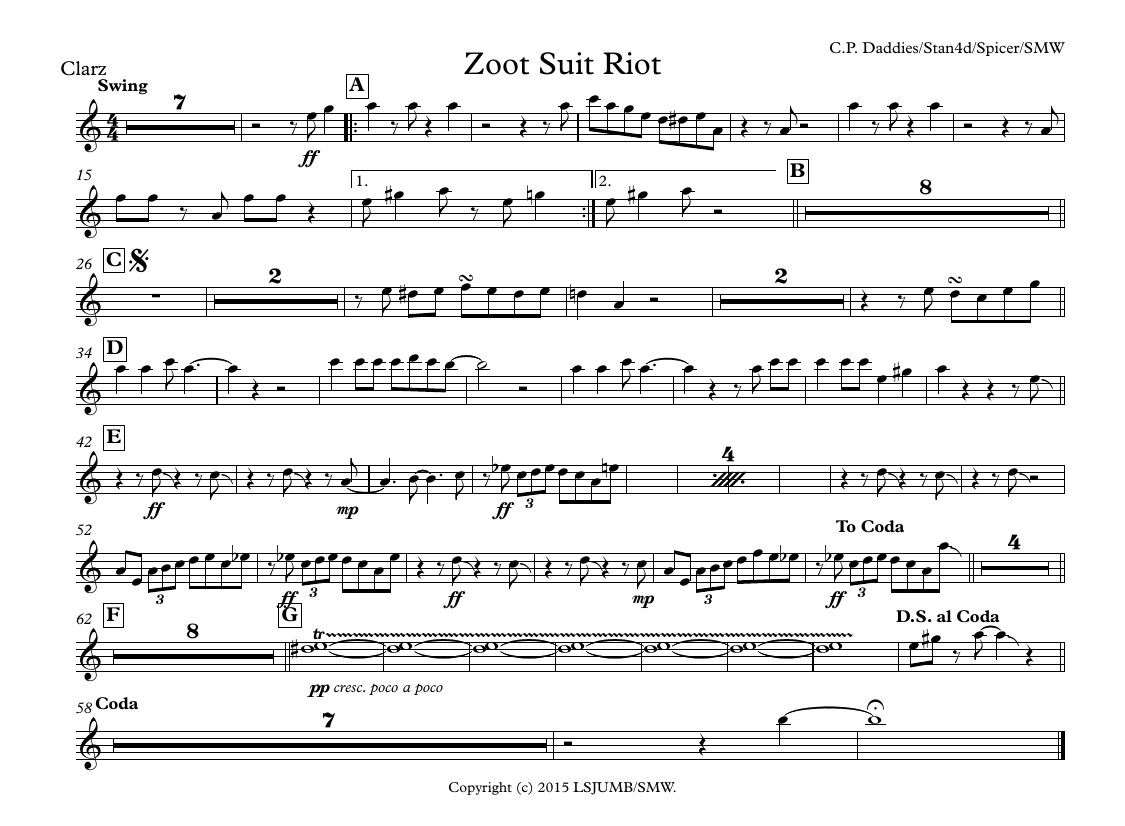 C.P. Daddies/Stan4d/Spicer/SMW
Zoot Suit Riot
Clarz
Swing
A
7
4
4
ff
15
1.
2.
B
8
26
C
2
2
34
D
42
E
4
ff
mp
ff
3
52
To Coda
4
3
ff
3
ff
mp
3
ff
3
62
F
G
D.S. al Coda
8
tr
pp cresc. poco a poco
58
Coda
7
Copyright (c) 2015 LSJUMB/SMW.